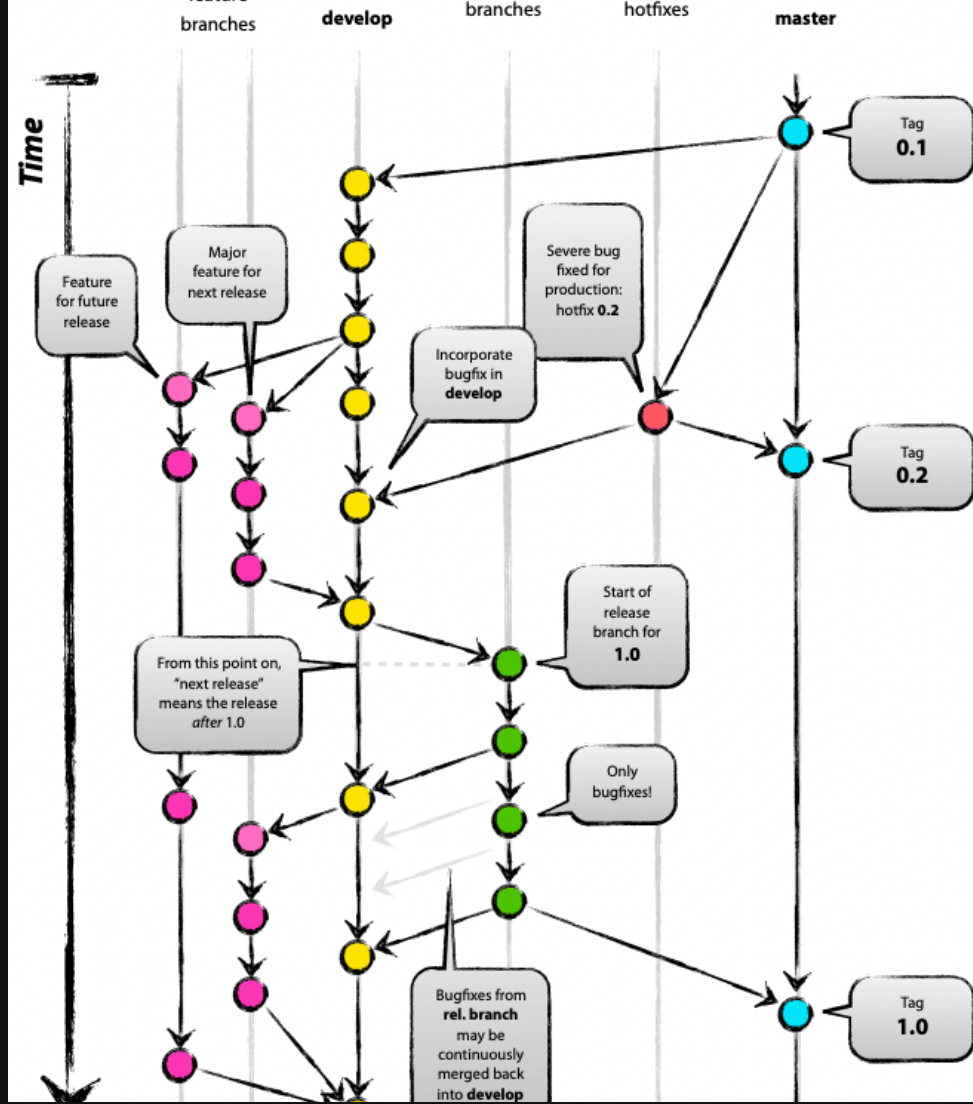 feature
branches
develop
branches
hotfixes
master
Time
Tag
0.1
Major
feature for
next release
Feature
for future
release
Severe bug
fixed for
production:
hotfix 0.2
Incorporate
bugfix in
develop
Tag
0.2
Start of
release
branch for
1.0
From this point on,
“next release”
means the release
after 1.0
Only
bugfixes!
Bugfixes from
rel. branch
may be
continuously
merged back
into develop
Tag
1.0